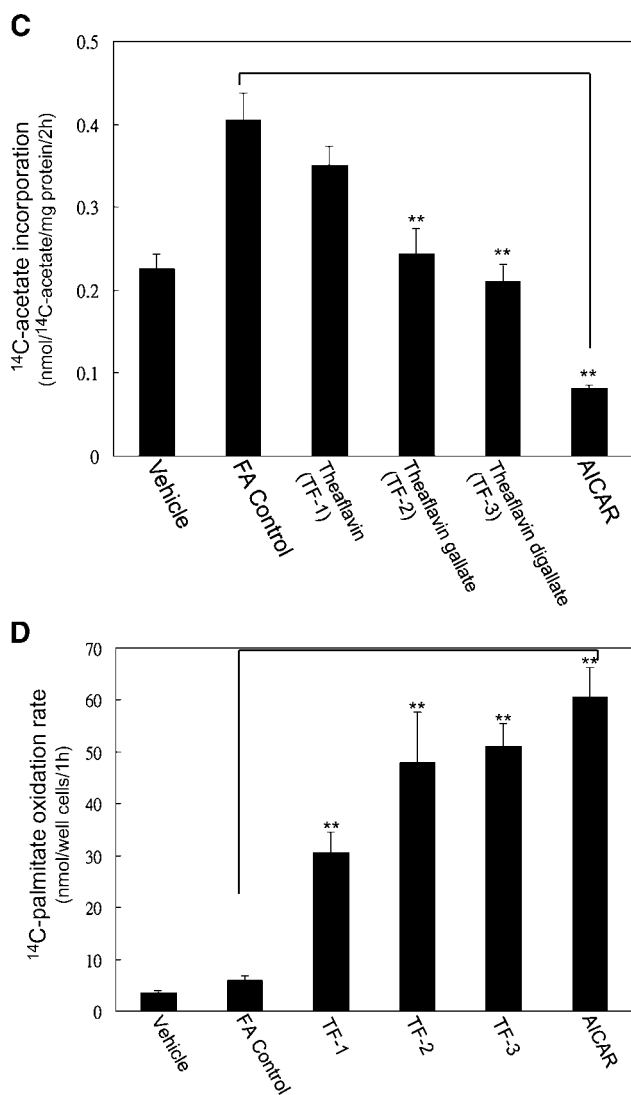 C
0.5
0.4
0.3
0.2
0.1
0
14C-acetate incorporation
(nmol/14C-acetate/mg protein/2h)
**
**
**
Vehicle
FA Control
Theaflavin
(TF-1)
Theaflavin gallate
(TF-2)
Theaflavin digallate
(TF-3)
AICAR
D
70
60
50
40
30
20
10
0
14C-palmitate oxidation rate
(nmol/well cells/1h)
**
**
**
**
Vehicle
FA Control
TF-1
TF-2
TF-3
AICAR